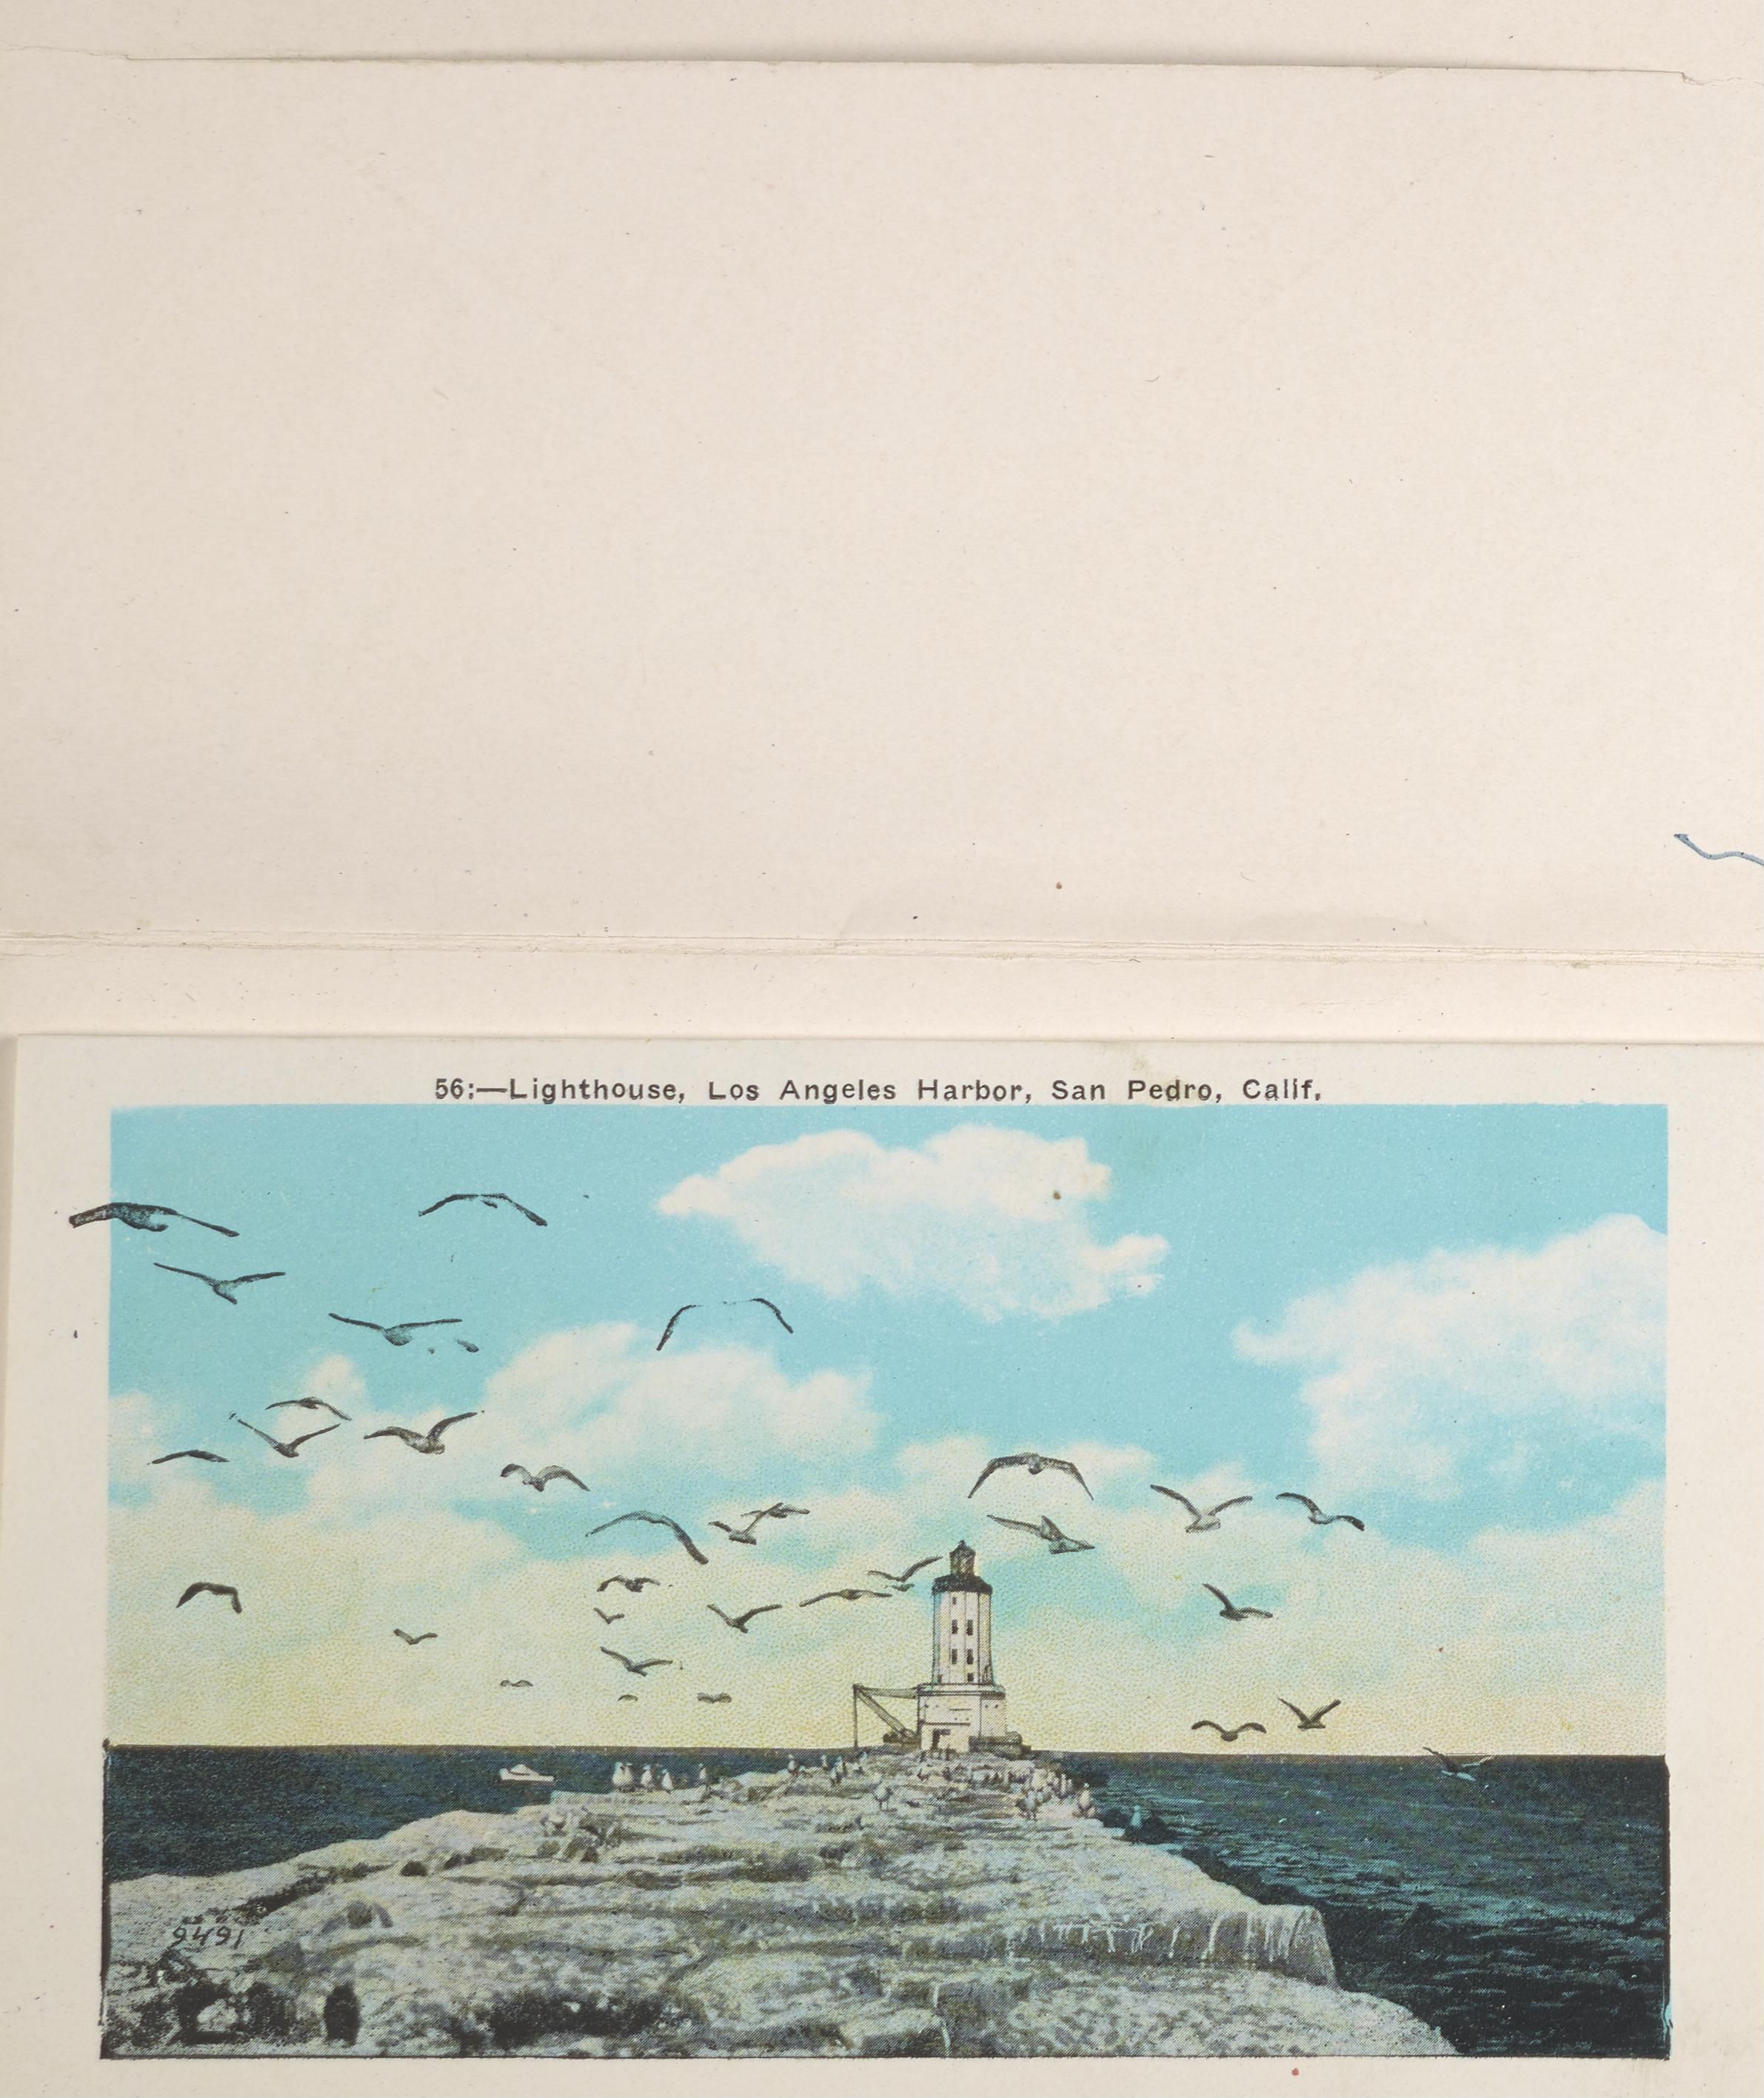 56:—Lighthouse, Los Angeles Harbor, San Pedro, Calif.
9491